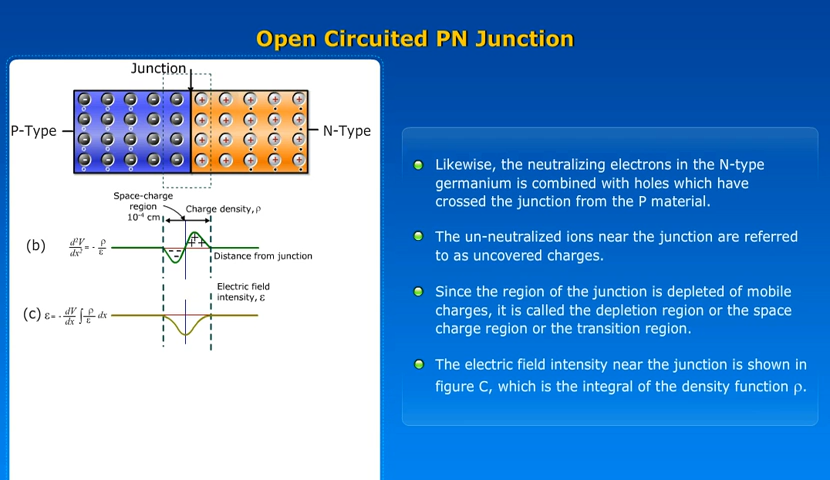 Open Circuited PN Junction
Junction
P-Type
N-Type
Space-charge
region
10⁻⁴ cm
Charge density, ρ
(b) d²V/dx² = - ρ/ε
Distance from junction
Electric field
intensity, ε
(c) ε= - dV/dx ∫ ρ/ε dx
Likewise, the neutralizing electrons in the N-type
germanium is combined with holes which have
crossed the junction from the P material.
The un-neutralized ions near the junction are referred
to as uncovered charges.
Since the region of the junction is depleted of mobile
charges, it is called the depletion region or the space
charge region or the transition region.
The electric field intensity near the junction is shown in
figure C, which is the integral of the density function ρ.